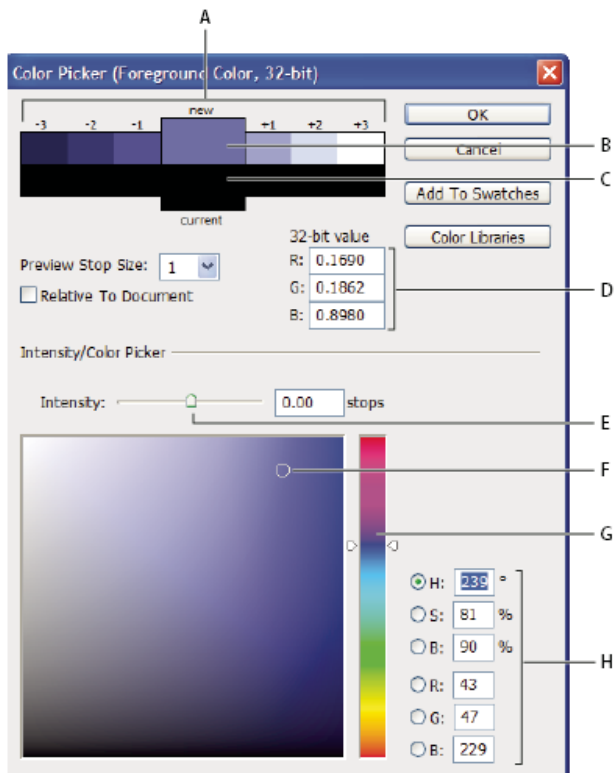 A
Color Picker (Foreground Color, 32-bit)
new
-3 -2 -1 +1 +2 +3
OK
B
Cancel
C
Add To Swatches
current
32-bit value
Color Libraries
Preview Stop Size: 1
R: 0.1690
Relative To Document
G: 0.1862
D
B: 0.8980
Intensity/Color Picker
Intensity: 0.00 stops
E
F
G
H: 239 °
S: 81 %
B: 90 %
H
R: 43
G: 47
B: 229